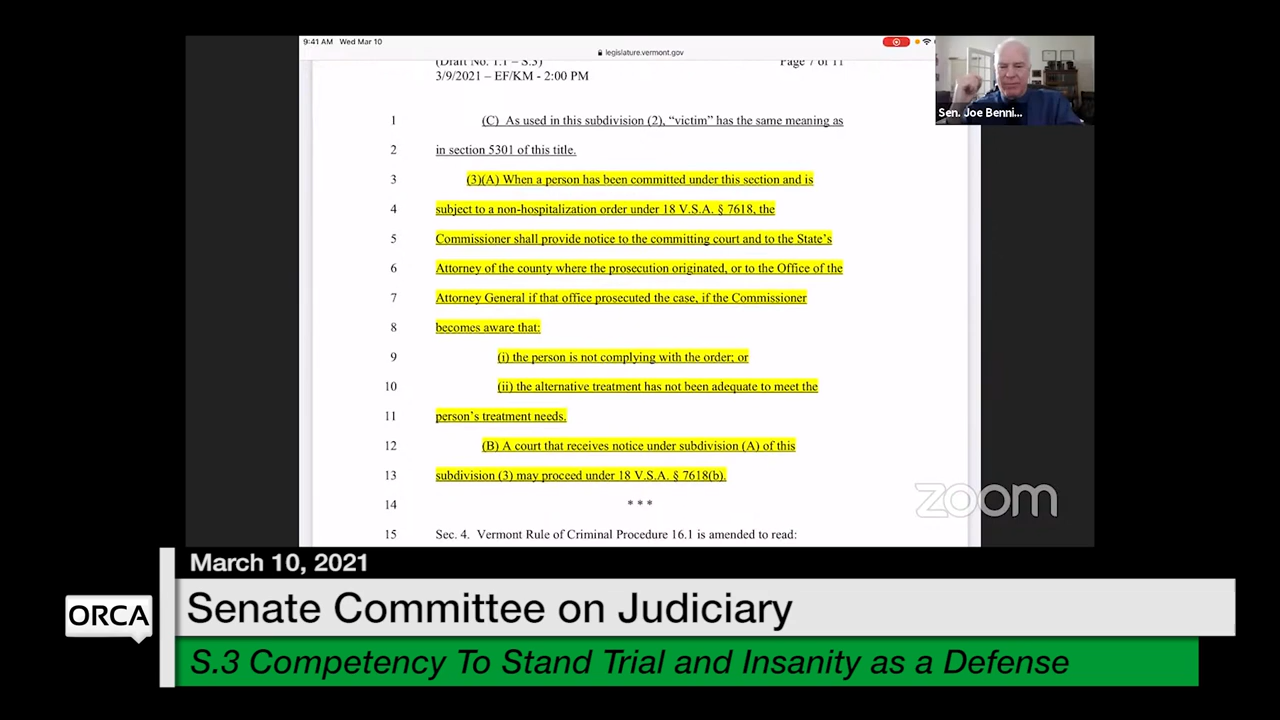 9:41 AM Wed Mar 10
legislature.vermont.gov
(Draft No. 1.1 – S.3) Page 7 of 11
3/9/2021 – EF/KM - 2:00 PM
Sen. Joe Benni...
1 (C) As used in this subdivision (2), “victim” has the same meaning as
2 in section 5301 of this title.
3 (3)(A) When a person has been committed under this section and is
4 subject to a non-hospitalization order under 18 V.S.A. § 7618, the
5 Commissioner shall provide notice to the committing court and to the State’s
6 Attorney of the county where the prosecution originated, or to the Office of the
7 Attorney General if that office prosecuted the case, if the Commissioner
8 becomes aware that:
9 (i) the person is not complying with the order; or
10 (ii) the alternative treatment has not been adequate to meet the
11 person’s treatment needs.
12 (B) A court that receives notice under subdivision (A) of this
13 subdivision (3) may proceed under 18 V.S.A. § 7618(b).
14 * * *
15 Sec. 4. Vermont Rule of Criminal Procedure 16.1 is amended to read:
zoom
March 10, 2021
ORCA
Senate Committee on Judiciary
S.3 Competency To Stand Trial and Insanity as a Defense